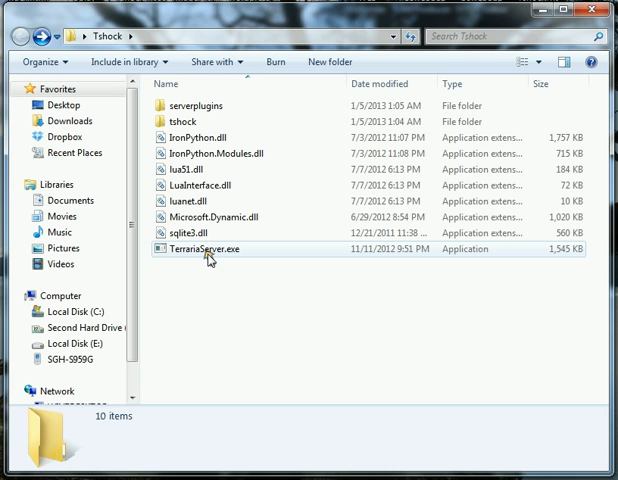 Tshock
Search Tshock
Organize
Include in library
Share with
Burn
New folder
Favorites
Desktop
Downloads
Dropbox
Recent Places
Libraries
Documents
Movies
Music
Pictures
Videos
Computer
Local Disk (C:)
Second Hard Drive
Local Disk (E:)
SGH-S959G
Network
Name Date modified Type Size
serverplugins 1/5/2013 1:05 AM File folder
tshock 1/5/2013 1:04 AM File folder
IronPython.dll 7/3/2012 11:07 PM Application extens... 1,757 KB
IronPython.Modules.dll 7/3/2012 11:08 PM Application extens... 715 KB
lua51.dll 7/7/2012 6:13 PM Application extens... 184 KB
LuaInterface.dll 7/7/2012 6:13 PM Application extens... 72 KB
luanet.dll 7/7/2012 6:13 PM Application extens... 10 KB
Microsoft.Dynamic.dll 6/29/2012 8:54 PM Application extens... 1,020 KB
sqlite3.dll 12/21/2011 11:38 ... Application extens... 560 KB
TerrariaServer.exe 11/11/2012 9:51 PM Application 1,545 KB
10 items